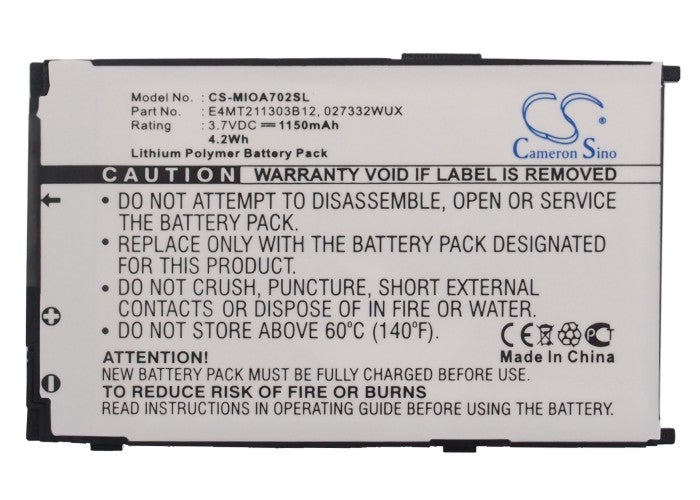 Model No.: CS-MIOA702SL
Part No.: E4MT211303B12, 027332WUX
Rating: 3.7VDC ⎓ 1150mAh
4.2Wh
Lithium Polymer Battery Pack
CS
Cameron Sino
CAUTION WARRANTY VOID IF LABEL IS REMOVED
• DO NOT ATTEMPT TO DISASSEMBLE, OPEN OR SERVICE
THE BATTERY PACK.
• REPLACE ONLY WITH THE BATTERY PACK DESIGNATED
FOR THIS PRODUCT.
• DO NOT CRUSH, PUNCTURE, SHORT EXTERNAL
CONTACTS OR DISPOSE OF IN FIRE OR WATER.
• DO NOT STORE ABOVE 60°C (140°F).
CE PCT
Made In China
ATTENTION!
NEW BATTERY PACK MUST BE FULLY CHARGED BEFORE USE
TO REDUCE RISK OF FIRE OR BURNS
READ INSTRUCTIONS IN OPERATING GUIDE BEFORE USING THE BATTERY.